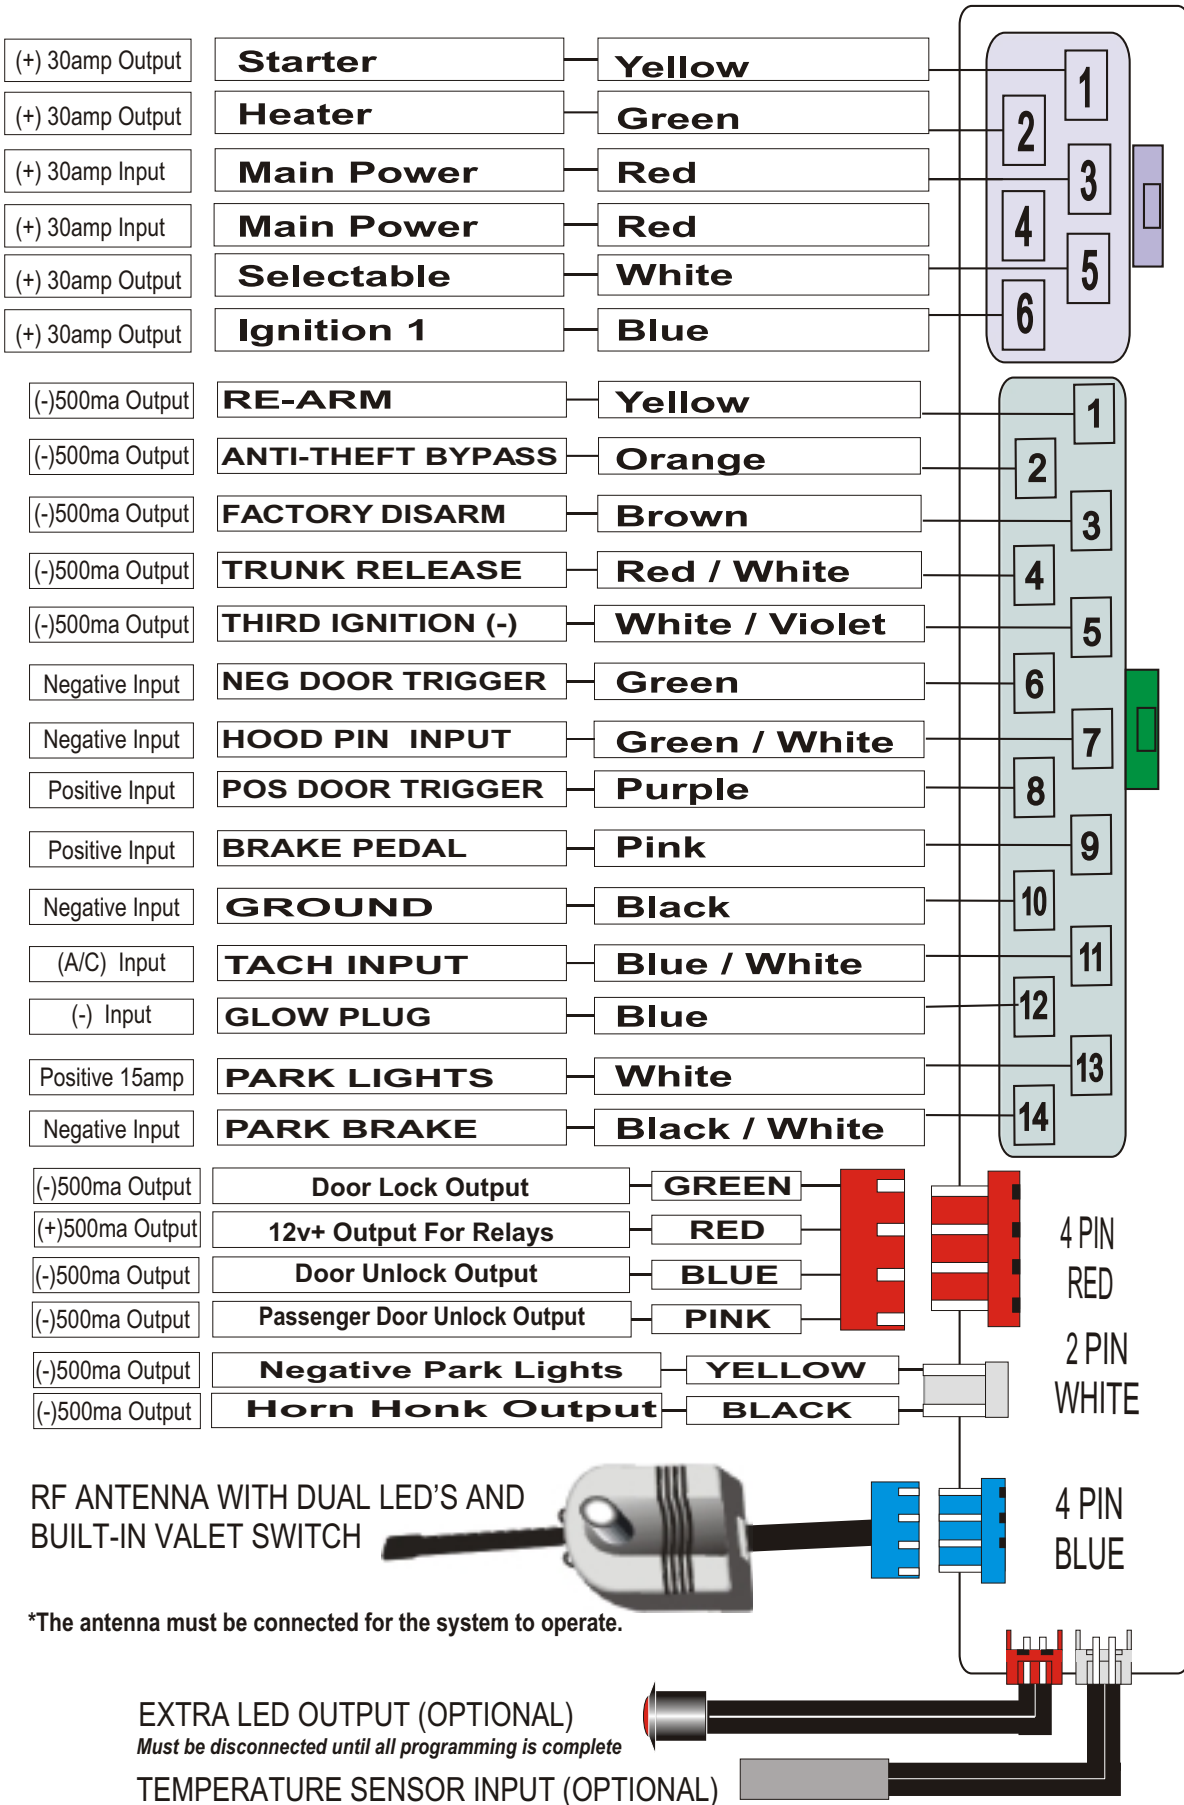 (+) 30amp Output Starter Yellow 1
(+) 30amp Output Heater Green 2
(+) 30amp Input Main Power Red 3
(+) 30amp Input Main Power Red 4
(+) 30amp Output Selectable White 5
(+) 30amp Output Ignition 1 Blue 6
(-)500ma Output RE-ARM Yellow 1
(-)500ma Output ANTI-THEFT BYPASS Orange 2
(-)500ma Output FACTORY DISARM Brown 3
(-)500ma Output TRUNK RELEASE Red / White 4
(-)500ma Output THIRD IGNITION (-) White / Violet 5
Negative Input NEG DOOR TRIGGER Green 6
Negative Input HOOD PIN INPUT Green / White 7
Positive Input POS DOOR TRIGGER Purple 8
Positive Input BRAKE PEDAL Pink 9
Negative Input GROUND Black 10
(A/C) Input TACH INPUT Blue / White 11
(-) Input GLOW PLUG Blue 12
Positive 15amp PARK LIGHTS White 13
Negative Input PARK BRAKE Black / White 14
(-)500ma Output Door Lock Output GREEN
(+)500ma Output 12v+ Output For Relays RED
(-)500ma Output Door Unlock Output BLUE
(-)500ma Output Passenger Door Unlock Output PINK
4 PIN
RED
(-)500ma Output Negative Park Lights YELLOW
(-)500ma Output Horn Honk Output BLACK
2 PIN
WHITE
RF ANTENNA WITH DUAL LED'S AND
BUILT-IN VALET SWITCH
4 PIN
BLUE
*The antenna must be connected for the system to operate.
EXTRA LED OUTPUT (OPTIONAL)
Must be disconnected until all programming is complete
TEMPERATURE SENSOR INPUT (OPTIONAL)